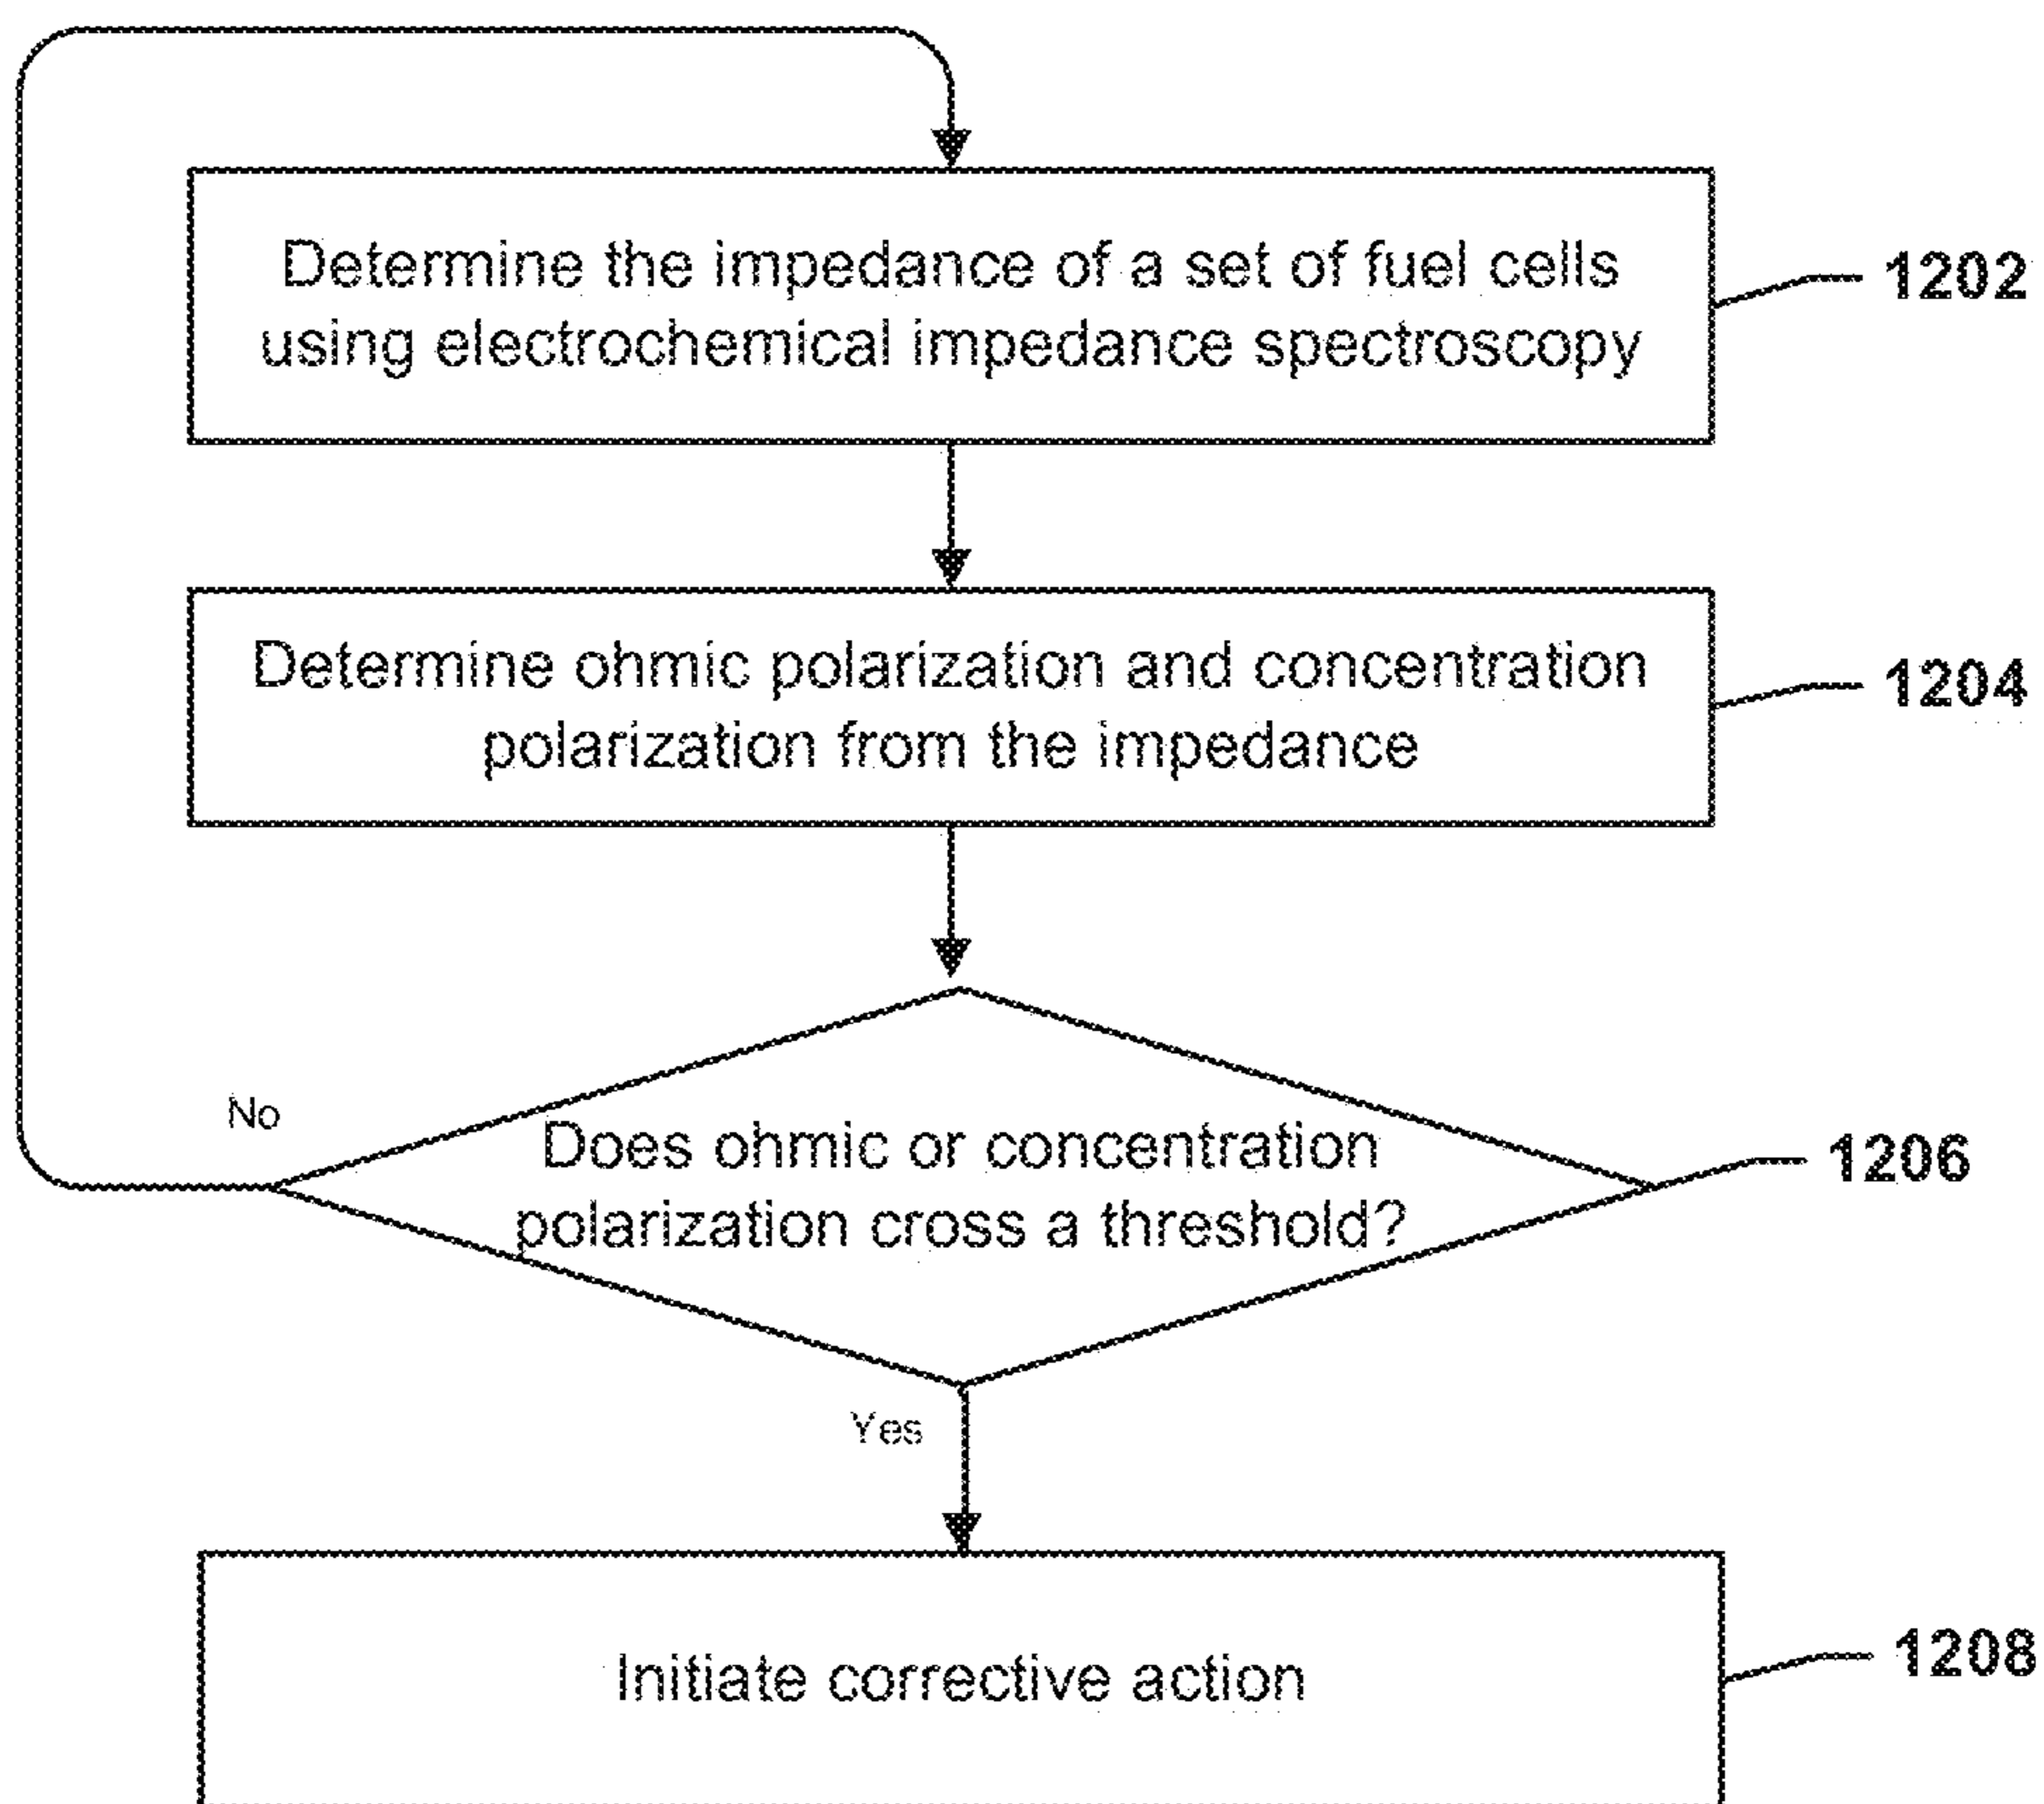 Determine the impedance of a set of fuel cells
using electrochemical impedance spectroscopy
1202
Determine ohmic polarization and concentration
polarization from the impedance
1204
No
Does ohmic or concentration
polarization cross a threshold?
1206
Yes
Initiate corrective action
1208